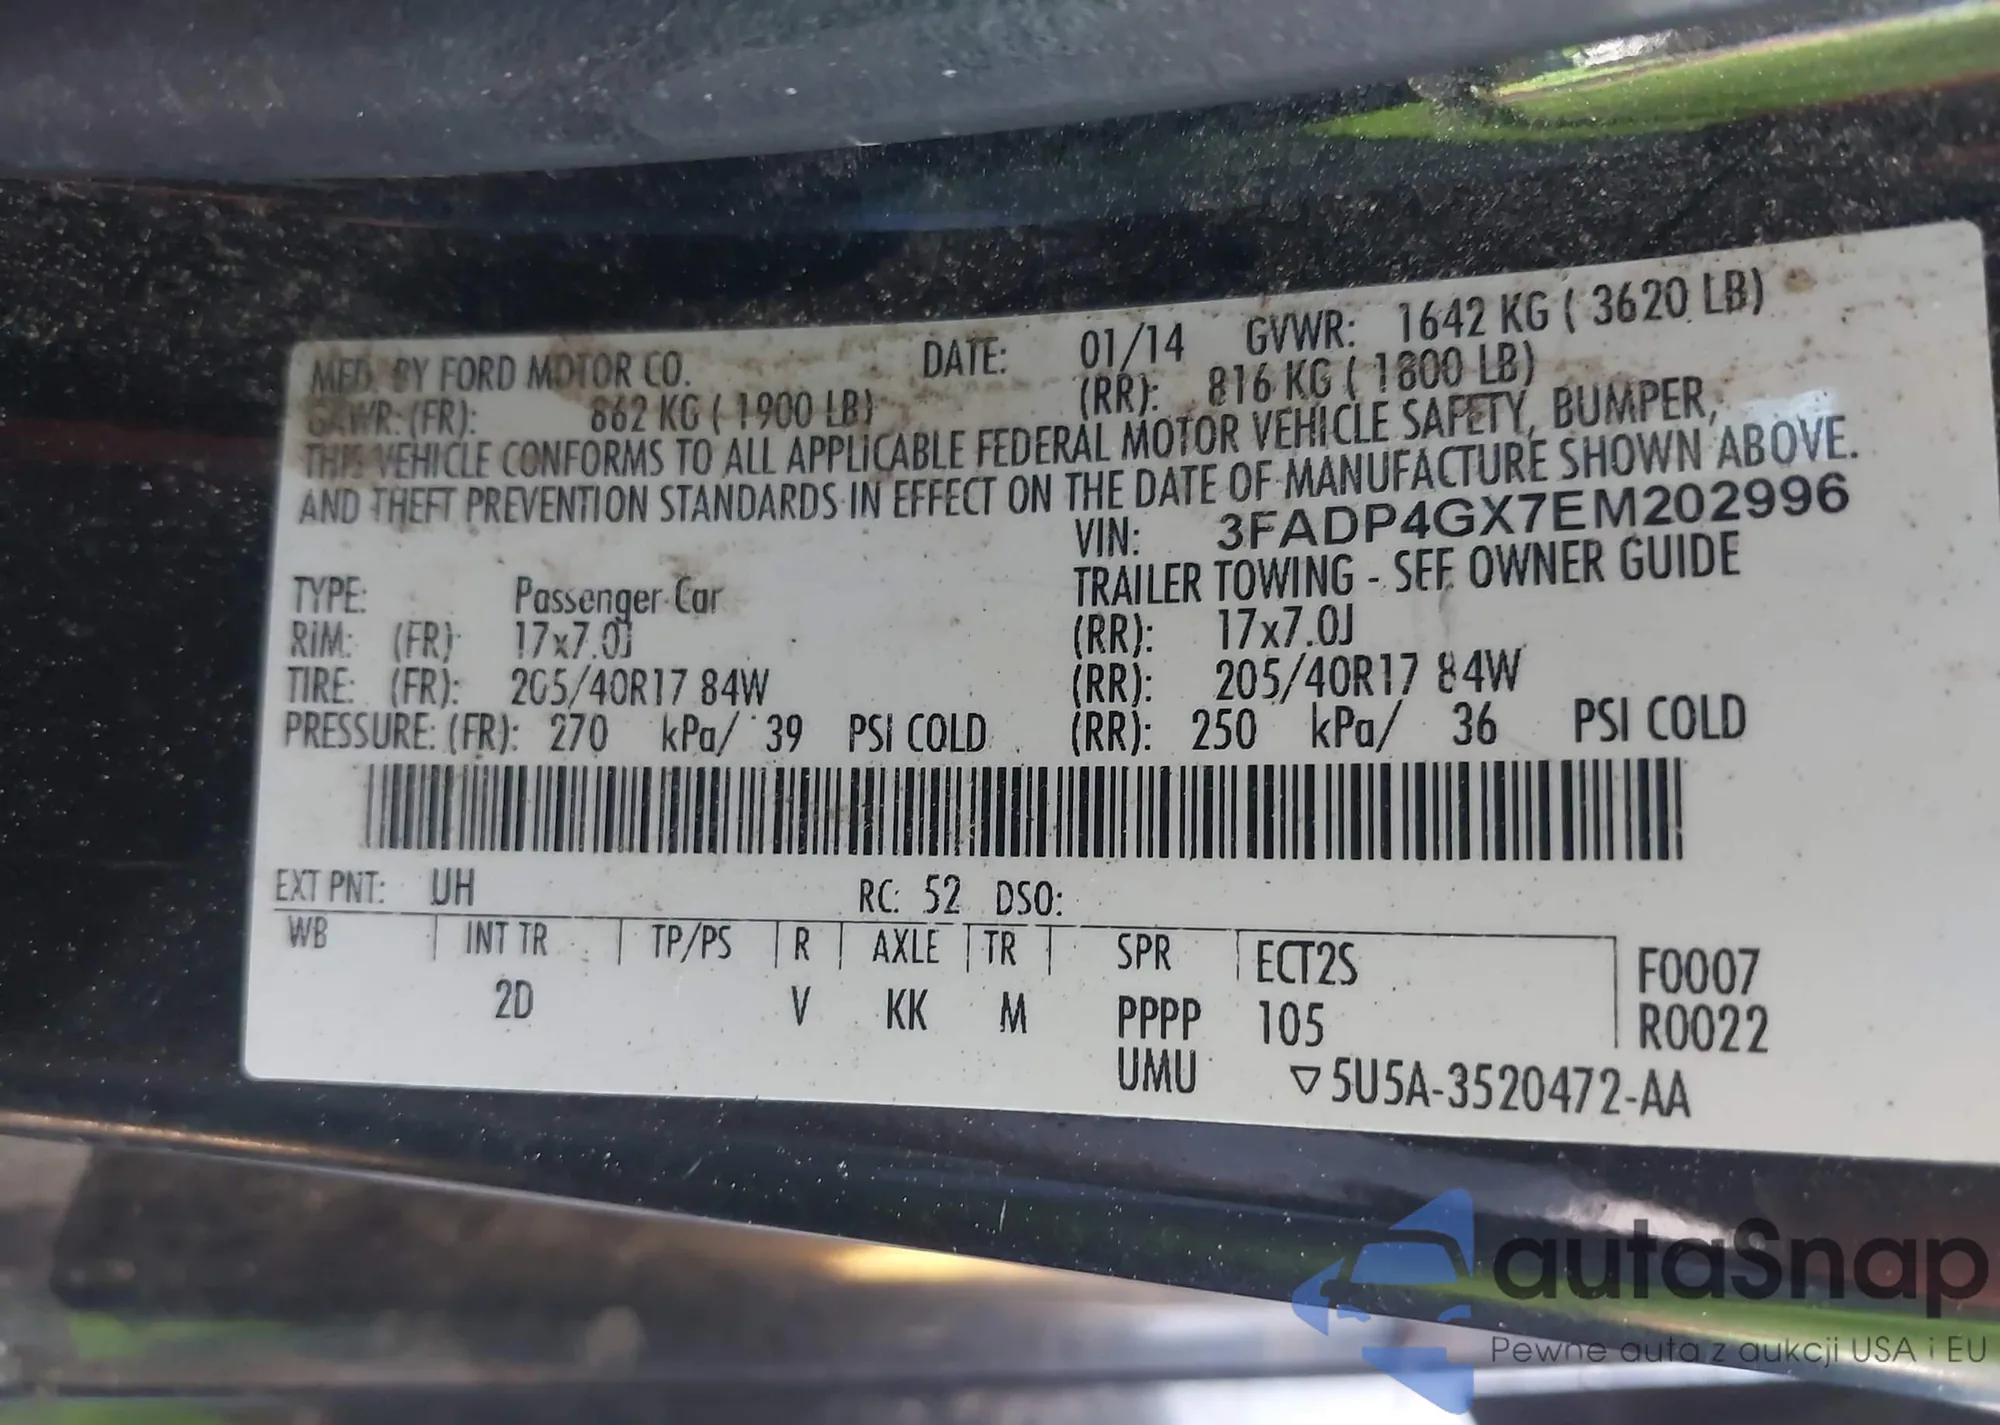 MFD. BY FORD MOTOR CO. DATE: 01/14 GVWR: 1642 KG ( 3620 LB)
GAWR: (FR): 862 KG ( 1900 LB) (RR): 816 KG ( 1800 LB)
THIS VEHICLE CONFORMS TO ALL APPLICABLE FEDERAL MOTOR VEHICLE SAFETY, BUMPER,
AND THEFT PREVENTION STANDARDS IN EFFECT ON THE DATE OF MANUFACTURE SHOWN ABOVE.
VIN: 3FADP4GX7EM202996
TYPE: Passenger Car TRAILER TOWING - SEE OWNER GUIDE
RIM: (FR): 17x7.0J (RR): 17x7.0J
TIRE: (FR): 205/40R17 84W (RR): 205/40R17 84W
PRESSURE: (FR): 270 kPa/ 39 PSI COLD (RR): 250 kPa/ 36 PSI COLD
EXT PNT: UH RC: 52 DSO:
WB INT TR TP/PS R AXLE TR SPR ECT2S F0007
2D V KK M PPPP 105 R0022
UMU ▽5U5A-3520472-AA
autaSnap
Pewne auta z aukcji USA i EU